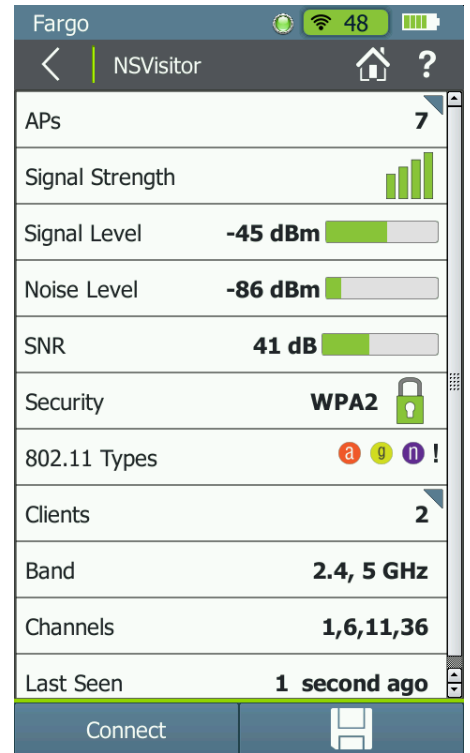 Fargo 48
NSVisitor ?
APs 7
Signal Strength
Signal Level -45 dBm
Noise Level -86 dBm
SNR 41 dB
Security WPA2
802.11 Types a g n !
Clients 2
Band 2.4, 5 GHz
Channels 1,6,11,36
Last Seen 1 second ago
Connect